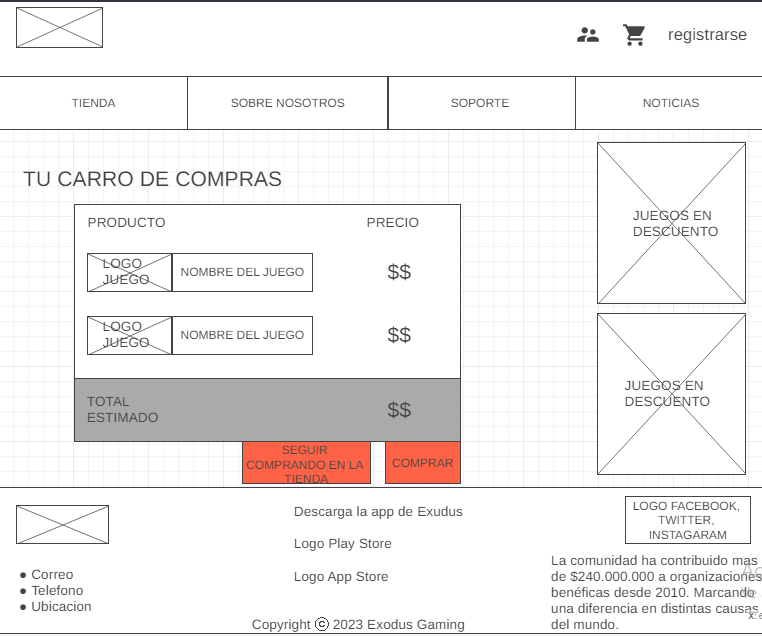 registrarse
TIENDA
SOBRE NOSOTROS
SOPORTE
NOTICIAS
TU CARRO DE COMPRAS
PRODUCTO
PRECIO
LOGO
JUEGO
NOMBRE DEL JUEGO
$$
LOGO
JUEGO
NOMBRE DEL JUEGO
$$
TOTAL
ESTIMADO
$$
SEGUIR
COMPRANDO EN LA
TIENDA
COMPRAR
JUEGOS EN
DESCUENTO
JUEGOS EN
DESCUENTO
● Correo
● Telefono
● Ubicacion
Descarga la app de Exudus
Logo Play Store
Logo App Store
Copyright © 2023 Exodus Gaming
LOGO FACEBOOK,
TWITTER,
INSTAGARAM
La comunidad ha contribuido mas
de $240.000.000 a organizaciones
benéficas desde 2010. Marcando
una diferencia en distintas causas
del mundo.